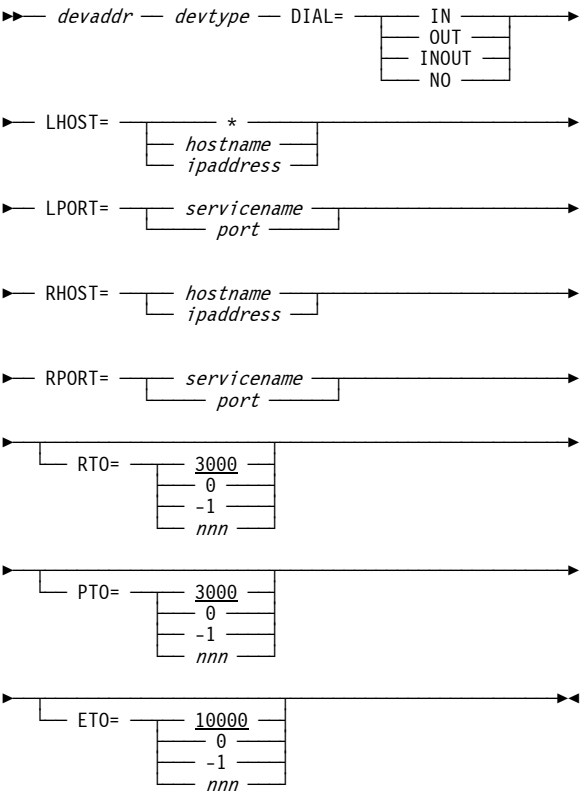 devaddr devtype DIAL= IN
OUT
INOUT
NO
LHOST= *
hostname
ipaddress
LPORT= servicename
port
RHOST= hostname
ipaddress
RPORT= servicename
port
RTO= 3000
0
-1
nnn
PTO= 3000
0
-1
nnn
ETO= 10000
0
-1
nnn